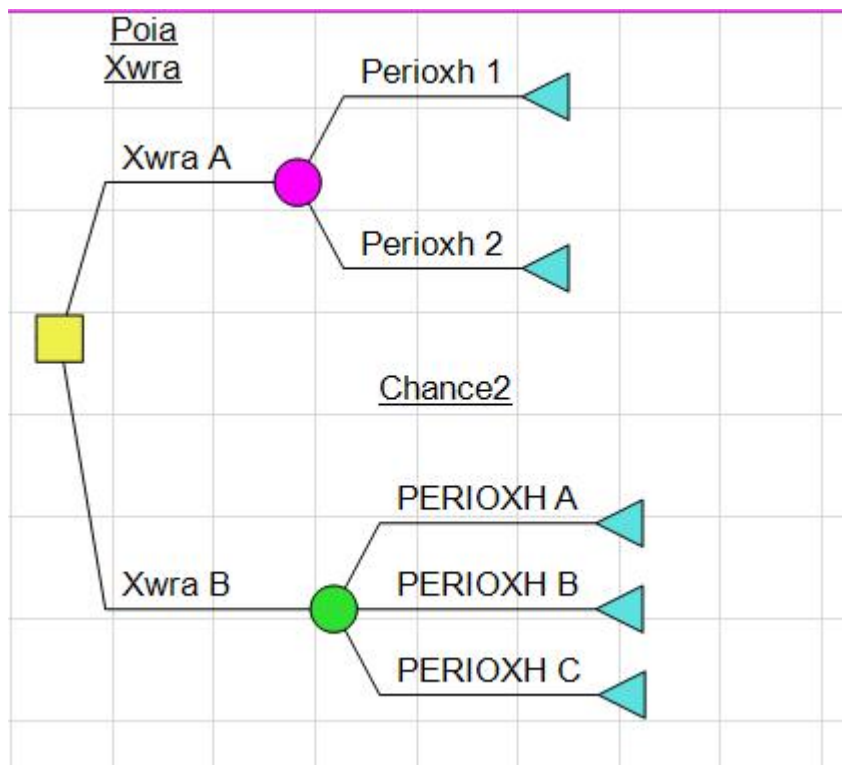 Poia
Xwra
Perioxh 1
Xwra A
Perioxh 2
Chance2
PERIOXH A
Xwra B
PERIOXH B
PERIOXH C